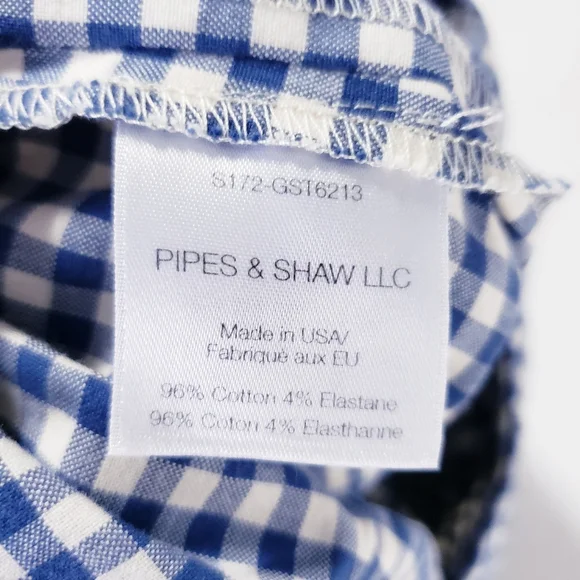 S172-GST6213
PIPES & SHAW LLC
Made in USA/
Fabriqué aux EU
96% Cotton 4% Elastane
96% Coton 4% Elasthanne